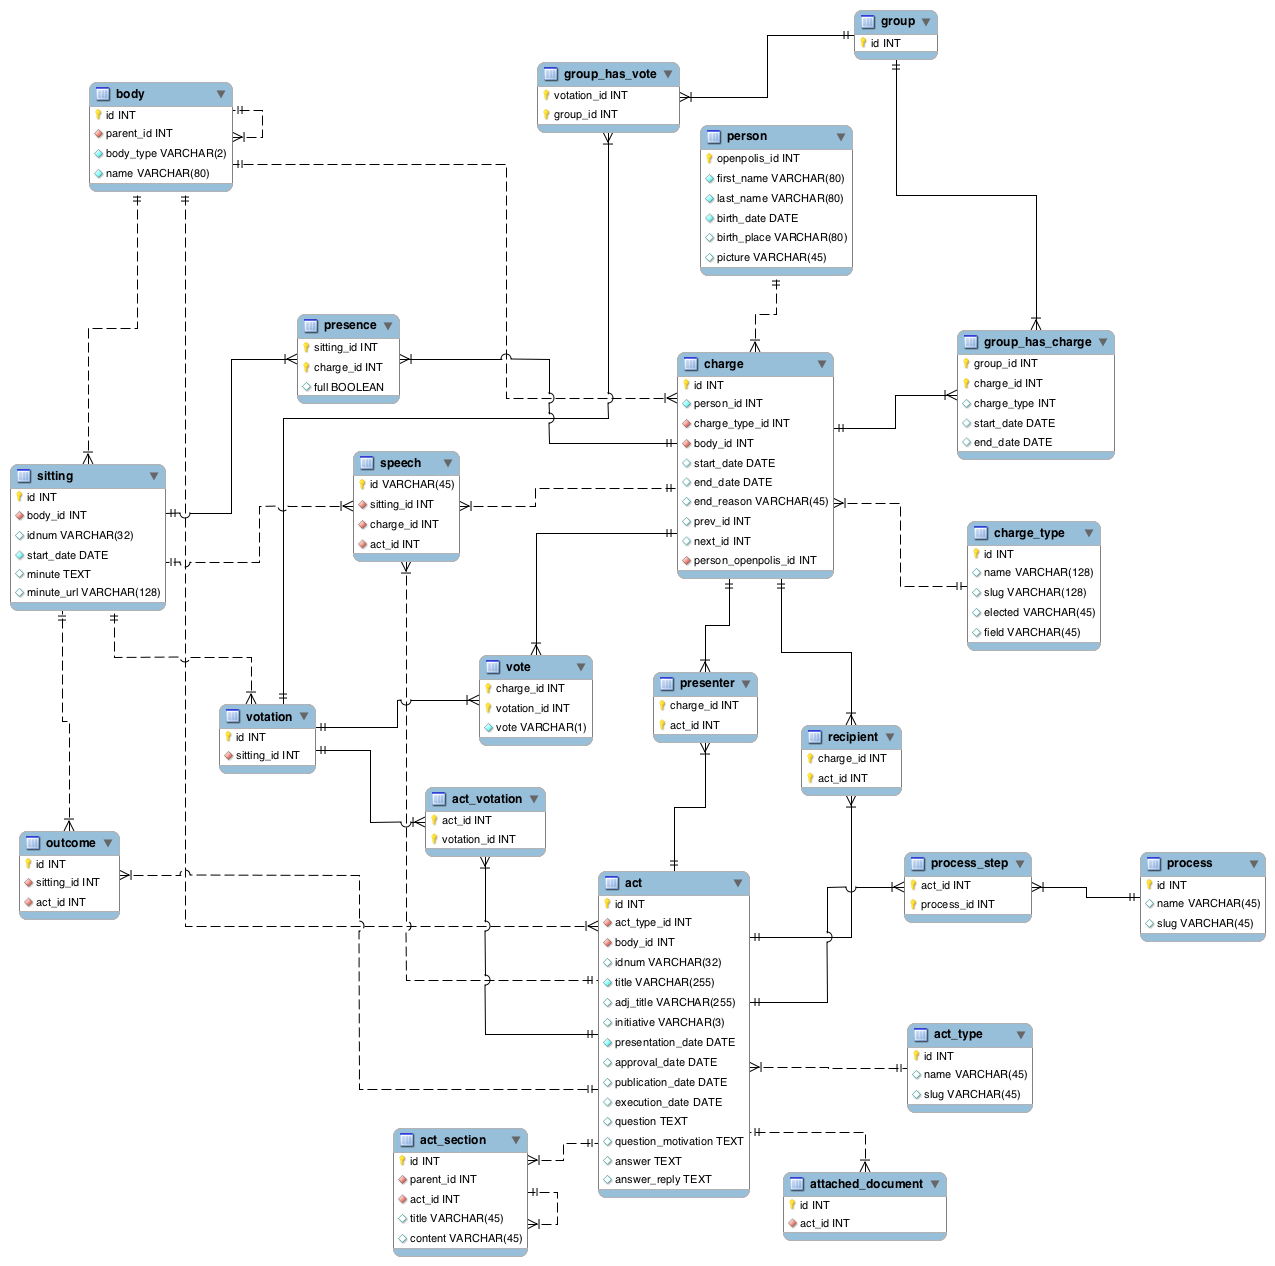 group
id INT
group_has_vote
votation_id INT
group_id INT
body
id INT
parent_id INT
body_type VARCHAR(2)
name VARCHAR(80)
person
openpolis_id INT
first_name VARCHAR(80)
last_name VARCHAR(80)
birth_date DATE
birth_place VARCHAR(80)
picture VARCHAR(45)
presence
sitting_id INT
charge_id INT
full BOOLEAN
group_has_charge
group_id INT
charge_id INT
charge_type INT
start_date DATE
end_date DATE
charge
id INT
person_id INT
charge_type_id INT
body_id INT
start_date DATE
end_date DATE
end_reason VARCHAR(45)
prev_id INT
next_id INT
person_openpolis_id INT
speech
id VARCHAR(45)
sitting_id INT
charge_id INT
act_id INT
sitting
id INT
body_id INT
idnum VARCHAR(32)
start_date DATE
minute TEXT
minute_url VARCHAR(128)
charge_type
id INT
name VARCHAR(128)
slug VARCHAR(128)
elected VARCHAR(45)
field VARCHAR(45)
vote
charge_id INT
votation_id INT
vote VARCHAR(1)
presenter
charge_id INT
act_id INT
votation
id INT
sitting_id INT
recipient
charge_id INT
act_id INT
act_votation
act_id INT
votation_id INT
outcome
id INT
sitting_id INT
act_id INT
process_step
act_id INT
process_id INT
process
id INT
name VARCHAR(45)
slug VARCHAR(45)
act
id INT
act_type_id INT
body_id INT
idnum VARCHAR(32)
title VARCHAR(255)
adj_title VARCHAR(255)
initiative VARCHAR(3)
presentation_date DATE
approval_date DATE
publication_date DATE
execution_date DATE
question TEXT
question_motivation TEXT
answer TEXT
answer_reply TEXT
act_type
id INT
name VARCHAR(45)
slug VARCHAR(45)
act_section
id INT
parent_id INT
act_id INT
title VARCHAR(45)
content VARCHAR(45)
attached_document
id INT
act_id INT